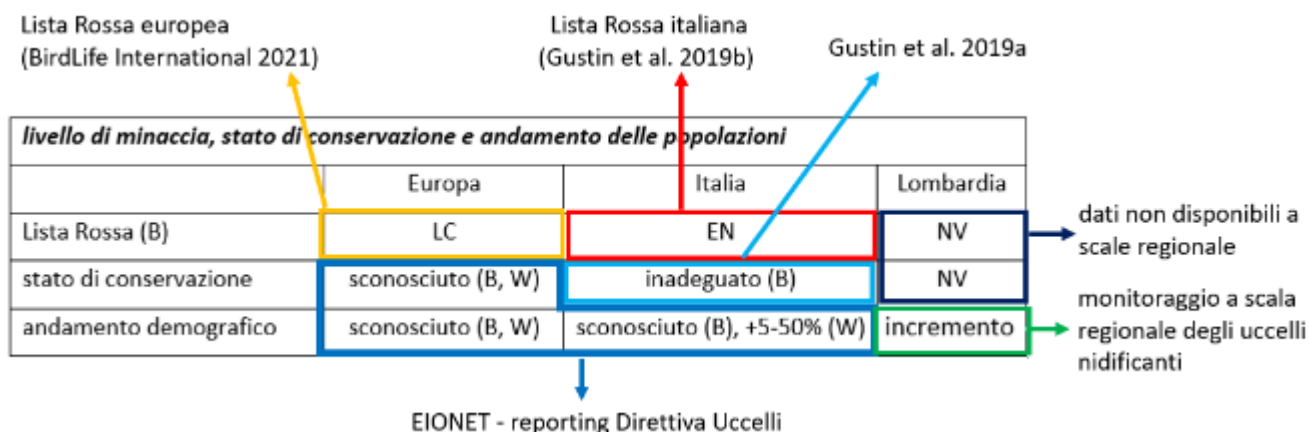 Lista Rossa europea
(BirdLife International 2021)
Lista Rossa italiana
(Gustin et al. 2019b)
Gustin et al. 2019a
livello di minaccia, stato di conservazione e andamento delle popolazioni
Europa Italia Lombardia
Lista Rossa (B) LC EN NV
stato di conservazione sconosciuto (B, W) inadeguato (B) NV
andamento demografico sconosciuto (B, W) sconosciuto (B), +5-50% (W) incremento
dati non disponibili a
scale regionale
monitoraggio a scala
regionale degli uccelli
nidificanti
EIONET - reporting Direttiva Uccelli